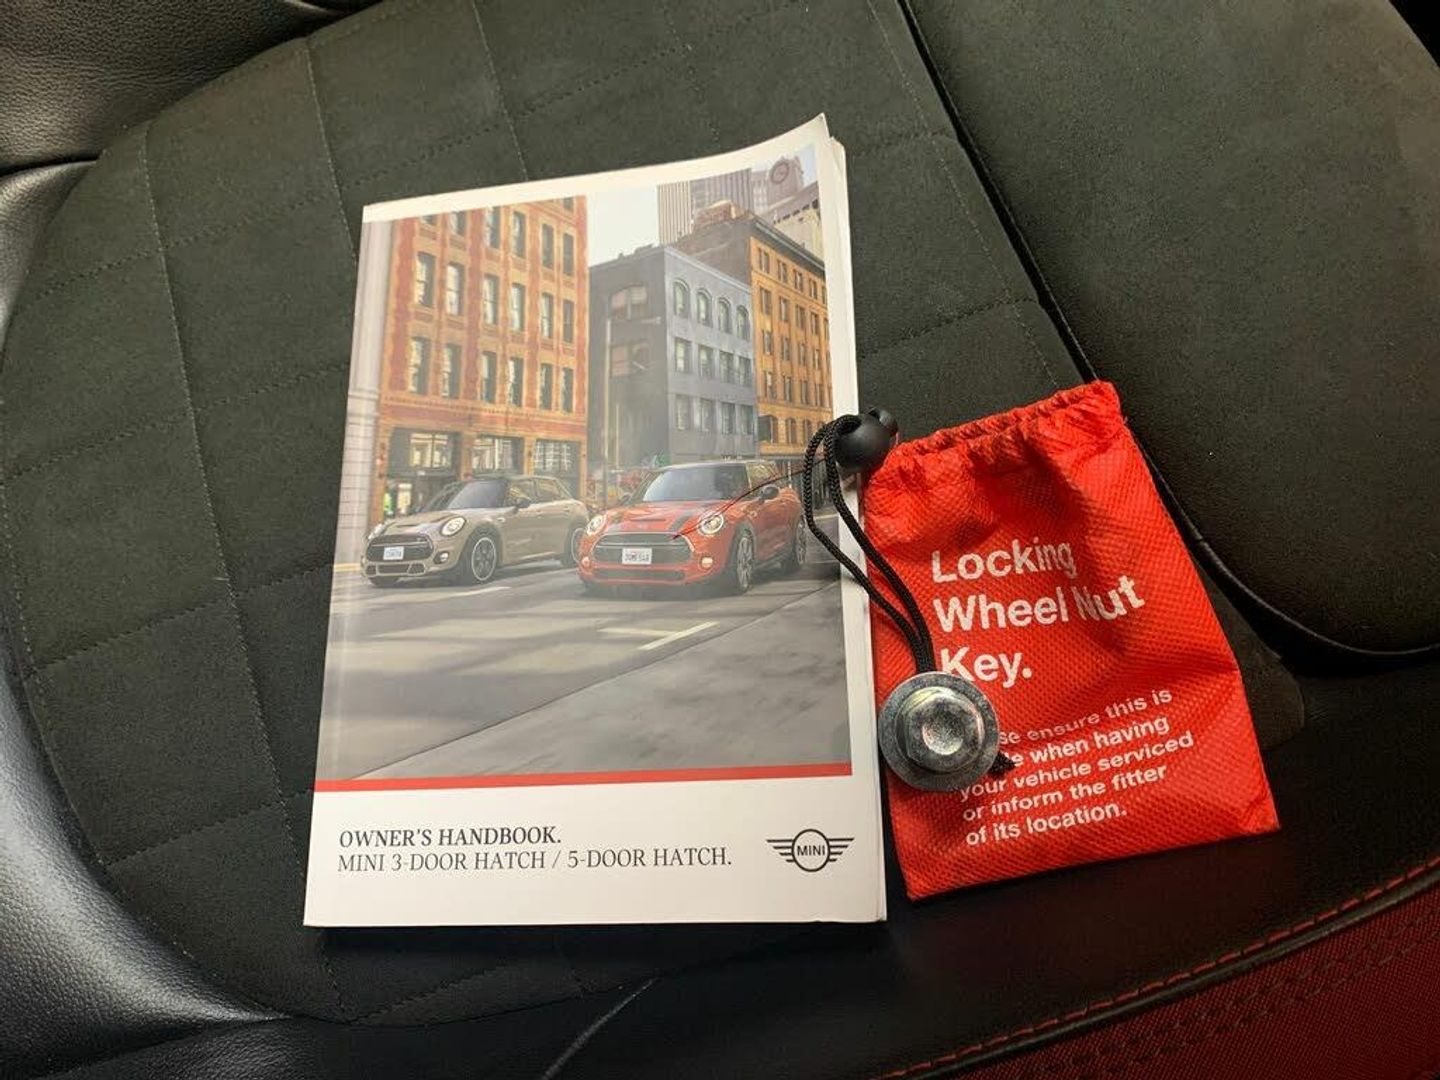 OWNER'S HANDBOOK.
MINI 3-DOOR HATCH / 5-DOOR HATCH.
MINI
Locking
Wheel Nut
Key.
se ensure this is
e when having
your vehicle serviced
or inform the fitter
of its location.